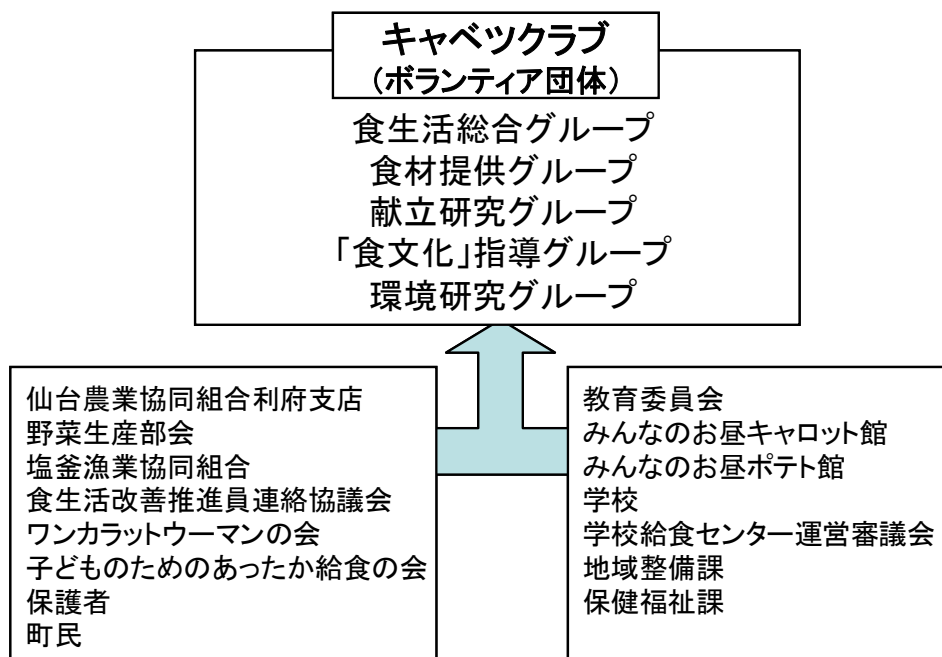 キャベツクラブ
(ボランティア団体)
食生活総合グループ
食材提供グループ
献立研究グループ
「食文化」指導グループ
環境研究グループ
仙台農業協同組合利府支店
野菜生産部会
塩釜漁業協同組合
食生活改善推進員連絡協議会
ワンカラットウーマンの会
子どものためのあったか給食の会
保護者
町民
教育委員会
みんなのお昼キャロット館
みんなのお昼ポテト館
学校
学校給食センター運営審議会
地域整備課
保健福祉課